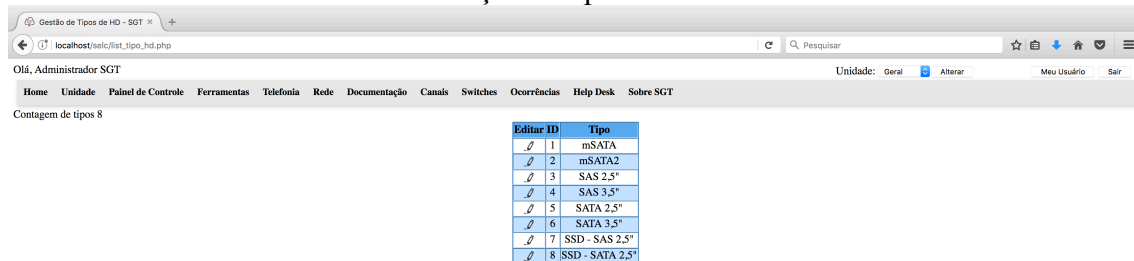 Gestão de Tipos de HD - SGT
localhost/selc/list_tipo_hd.php
Pesquisar
Olá, Administrador SGT
Unidade: Geral Alterar Meu Usuário Sair
Home Unidade Painel de Controle Ferramentas Telefonia Rede Documentação Canais Switches Ocorrências Help Desk Sobre SGT
Contagem de tipos 8
Editar ID Tipo
1 mSATA
2 mSATA2
3 SAS 2,5"
4 SAS 3,5"
5 SATA 2,5"
6 SATA 3,5"
7 SSD - SAS 2,5"
8 SSD - SATA 2,5"